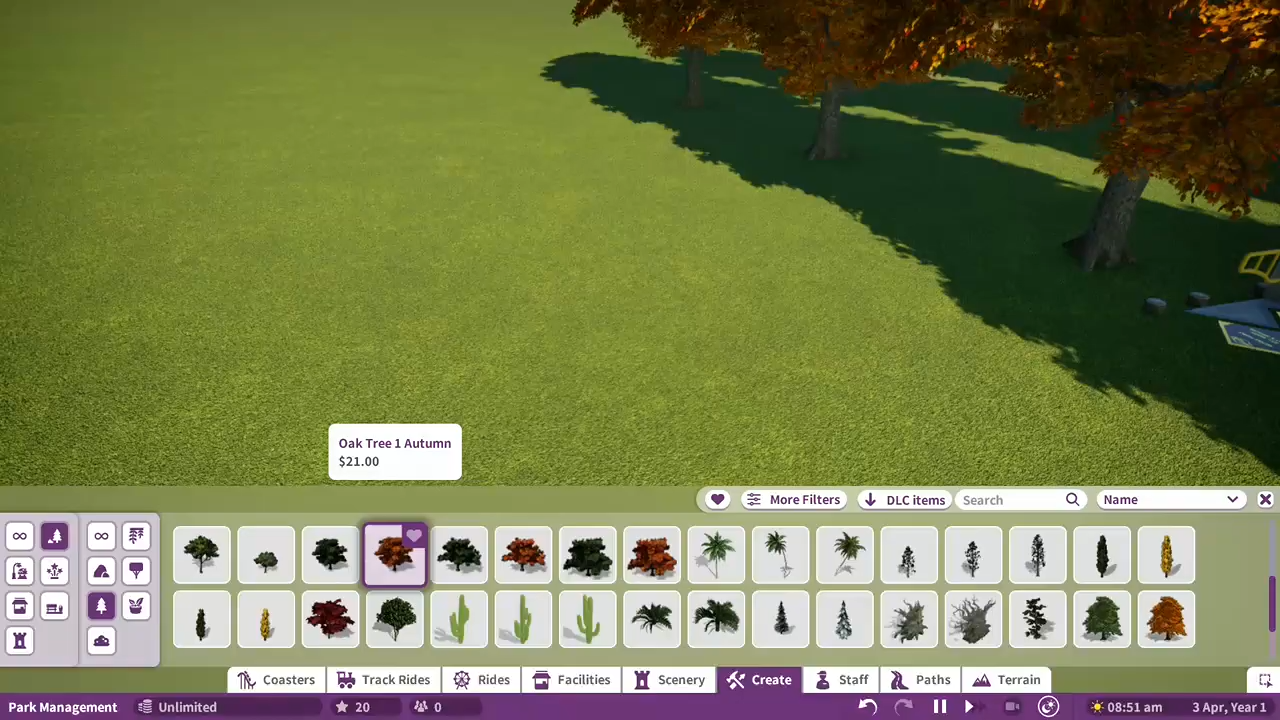 Oak Tree 1 Autumn
$21.00
More Filters
DLC items
Search
Name
Coasters
Track Rides
Rides
Facilities
Scenery
Create
Staff
Paths
Terrain
Park Management
Unlimited
20
0
08:51 am
3 Apr, Year 1